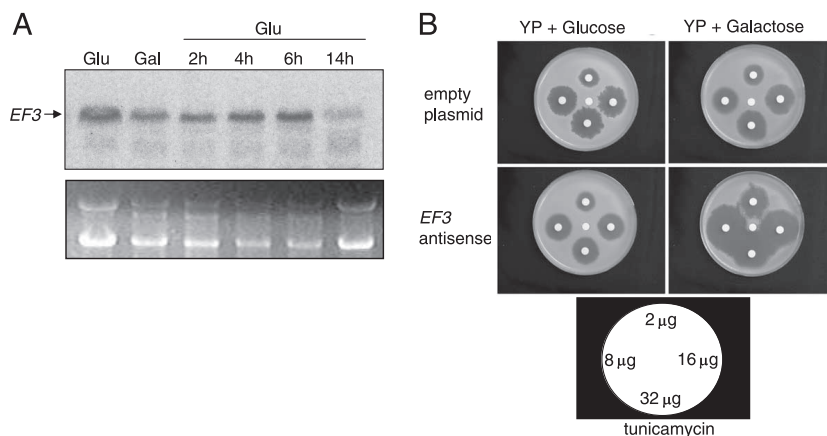 A
Glu
Glu Gal 2h 4h 6h 14h
EF3
B
YP + Glucose YP + Galactose
empty
plasmid
EF3
antisense
2 µg
8 µg 16 µg
32 µg
tunicamycin